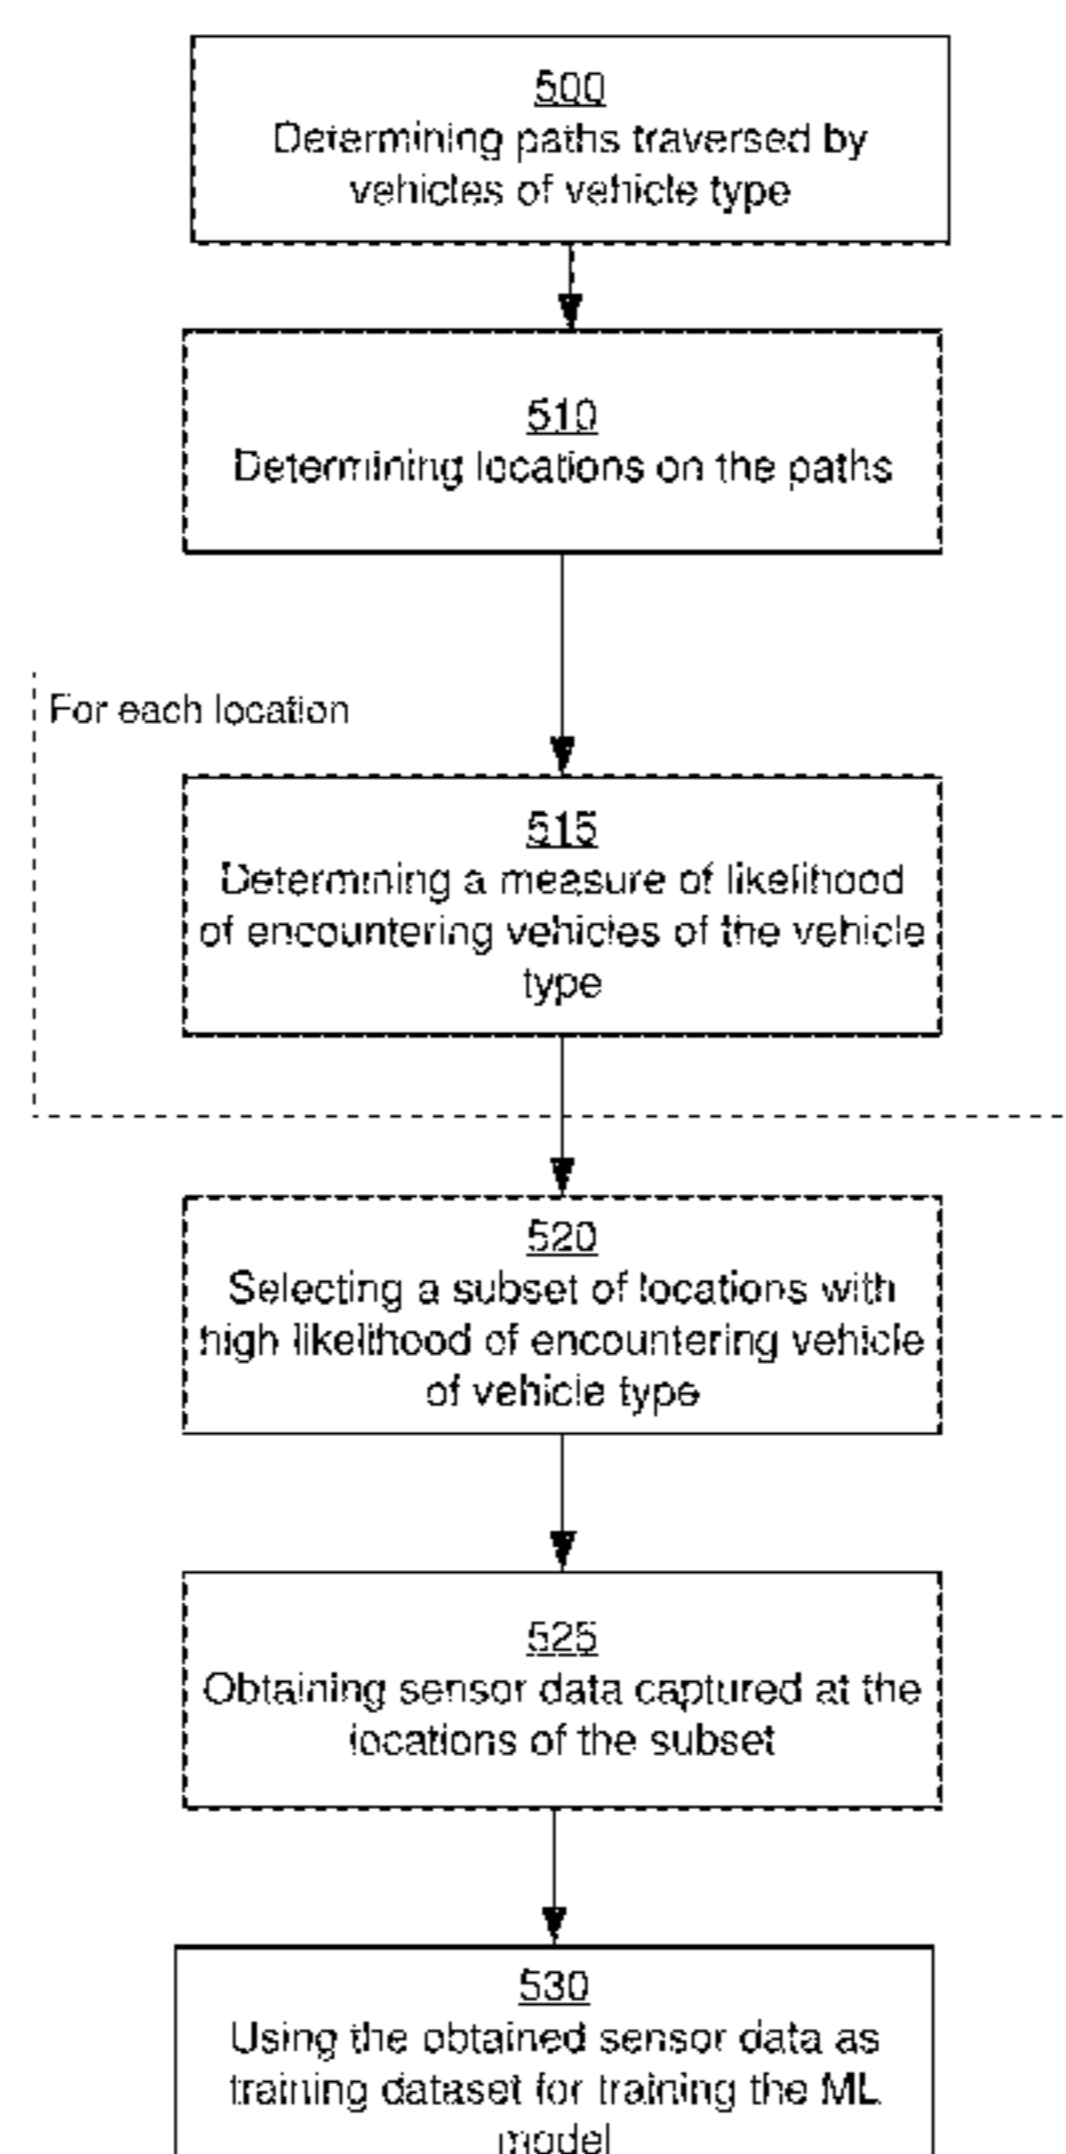 500
Determining paths traversed by
vehicles of vehicle type
510
Determining locations on the paths
For each location
515
Determining a measure of likelihood
of encountering vehicles of the vehicle
type
520
Selecting a subset of locations with
high likelihood of encountering vehicle
of vehicle type
525
Obtaining sensor data captured at the
locations of the subset
530
Using the obtained sensor data as
training dataset for training the ML
model